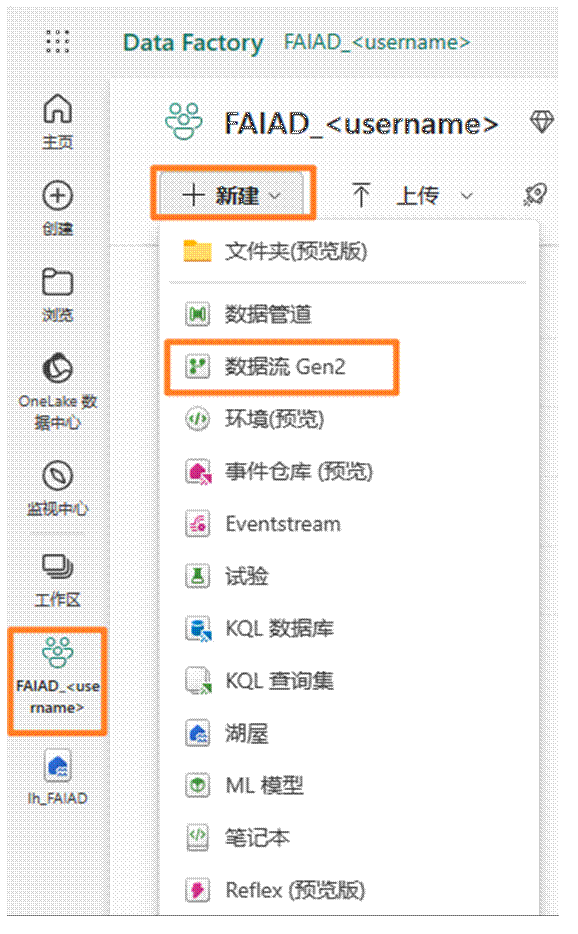 Data Factory FAIAD_<username>
FAIAD_<username>
新建 上传
主页
创建
浏览
OneLake 数
据中心
监视中心
工作区
FAIAD_<use
rname>
lh_FAIAD
文件夹(预览版)
数据管道
数据流 Gen2
环境(预览)
事件仓库 (预览)
Eventstream
试验
KQL 数据库
KQL 查询集
湖屋
ML 模型
笔记本
Reflex (预览版)